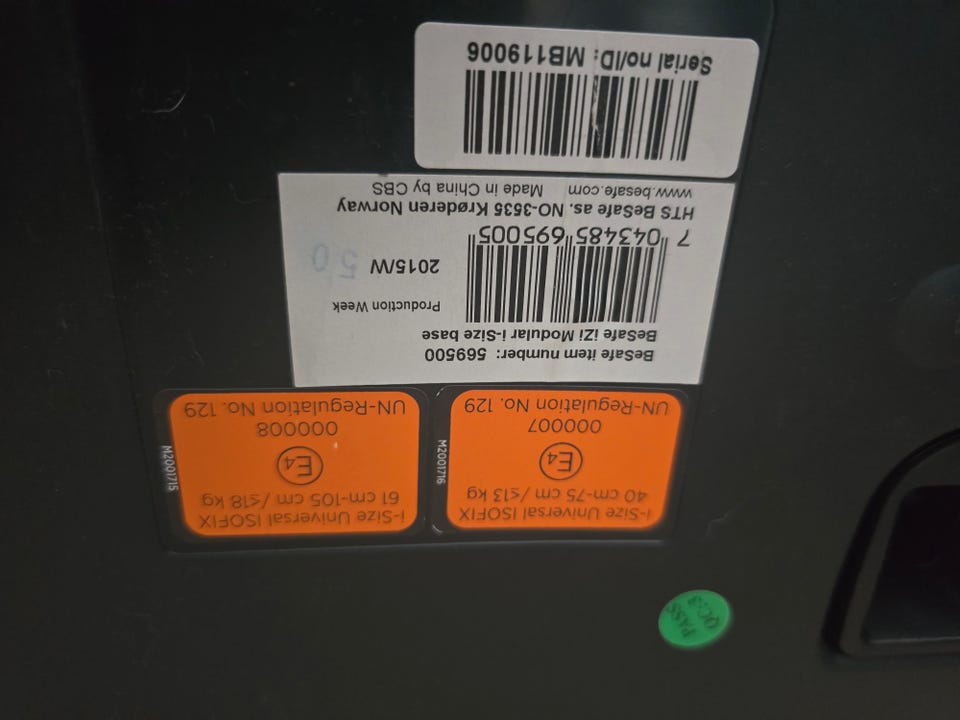 PASS
i-Size Universal ISOFIX
40 cm-75 cm /≤13 kg
E4
000007
UN-Regulation No. 129
M2001716
i-Size Universal ISOFIX
61 cm-105 cm /≤18 kg
E4
000008
UN-Regulation No. 129
M2001715
BeSafe item number: 569500
BeSafe iZi Modular i-Size base
Production Week
2015/W 50
7 043485 695005
HTS BeSafe as. NO-3535 Krøderen Norway
www.besafe.com Made in China by CBS
Serial no/ID: MB119006